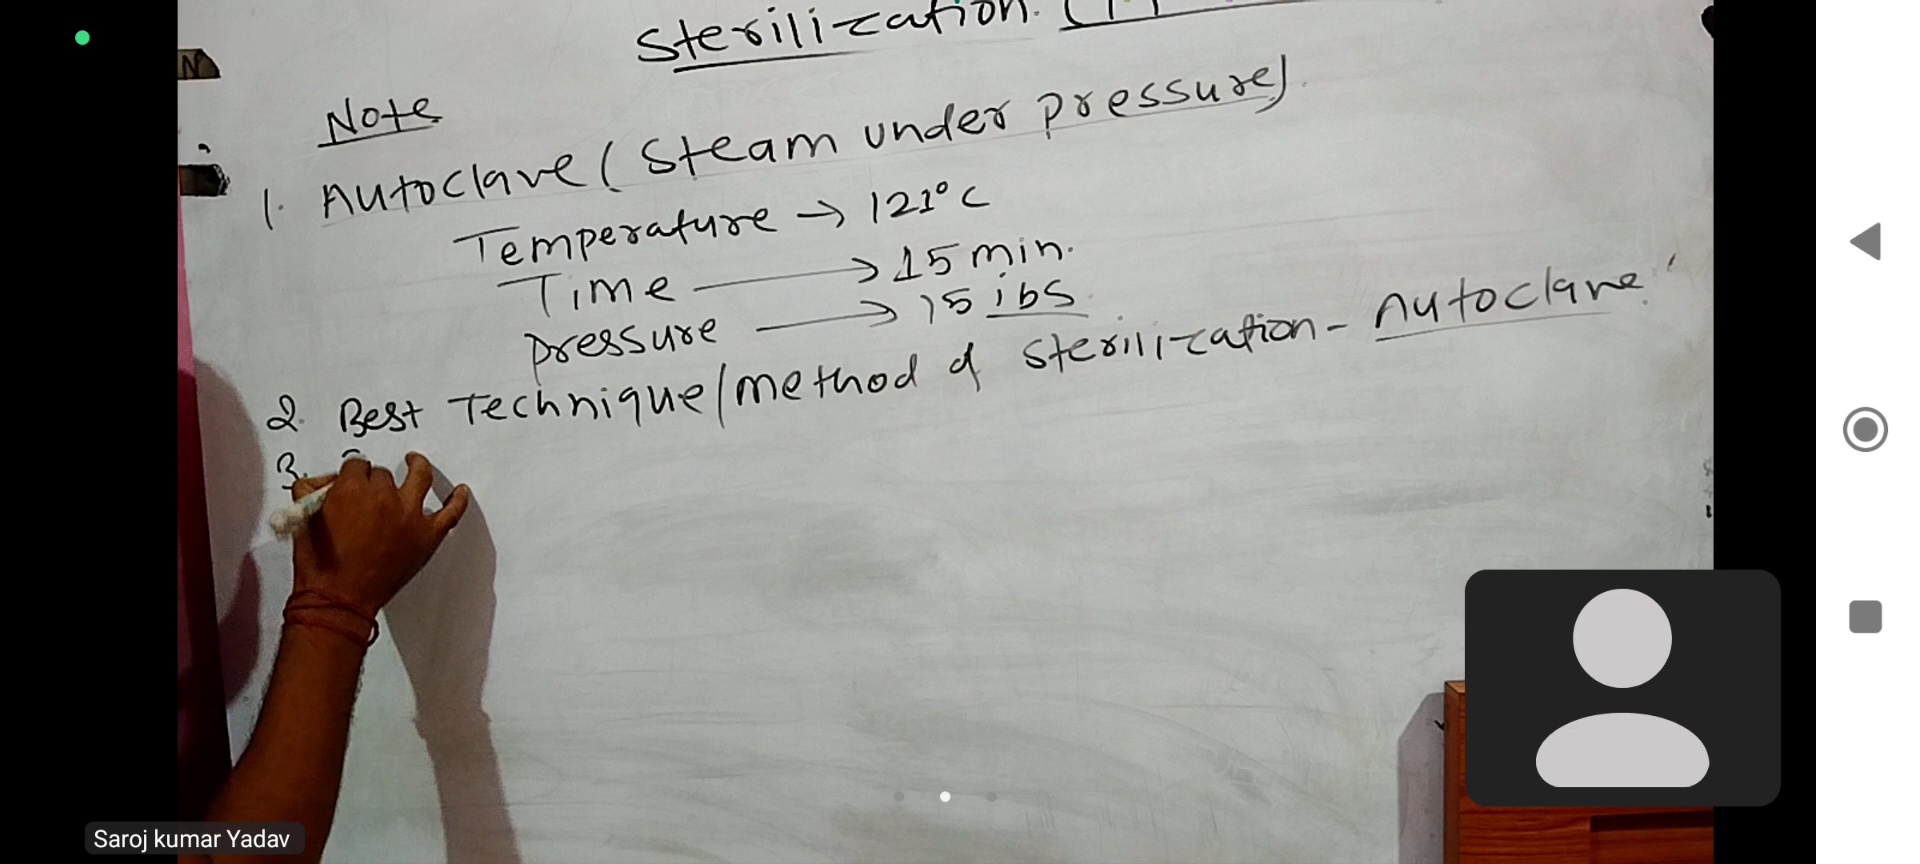 Sterilization.
Note
1. Autoclave (Steam under pressure)
Temperature → 121°C
Time → 15 min.
pressure → 15 ibs
2. Best Technique/method of sterilization - Autoclave
3.
Saroj kumar Yadav